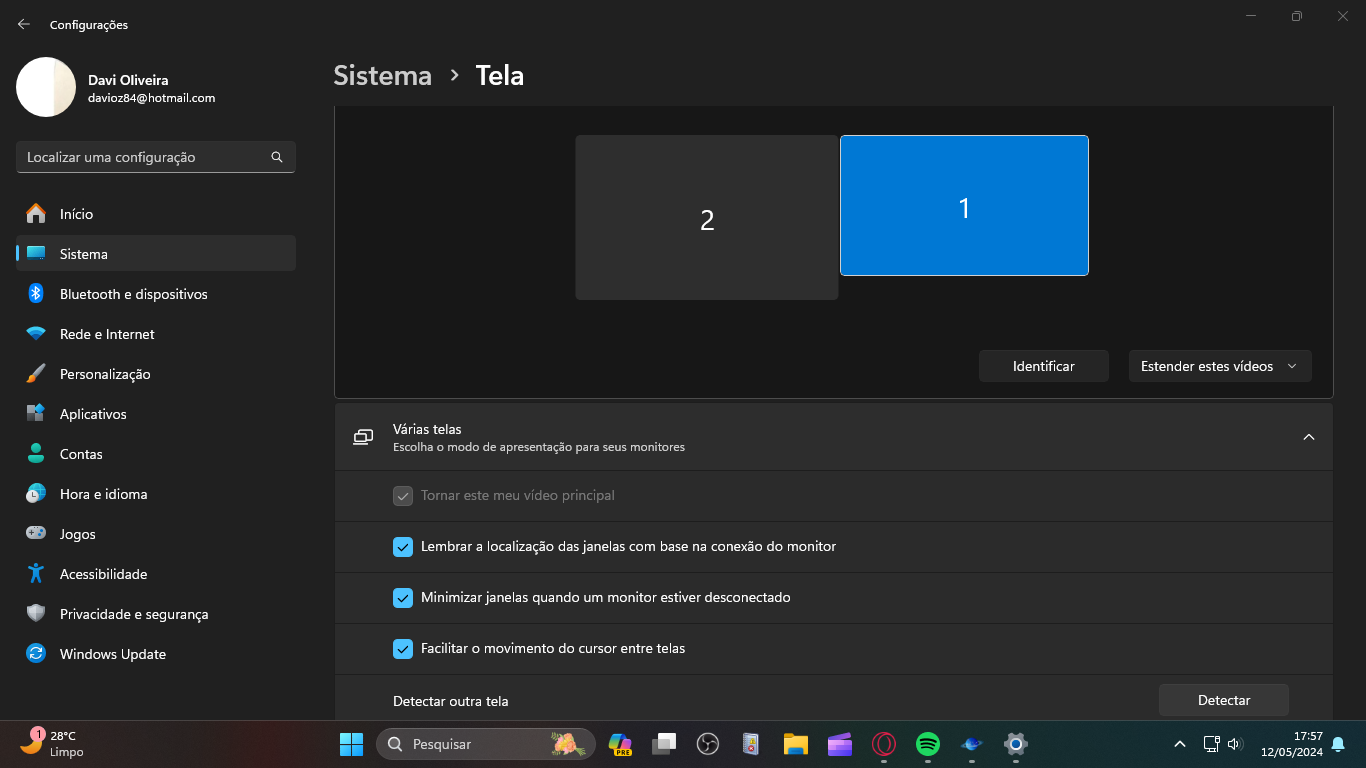 Configurações
Davi Oliveira
davioz84@hotmail.com
Localizar uma configuração
Início
Sistema
Bluetooth e dispositivos
Rede e Internet
Personalização
Aplicativos
Contas
Hora e idioma
Jogos
Acessibilidade
Privacidade e segurança
Windows Update
Sistema > Tela
2
1
Identificar
Estender estes vídeos
Várias telas
Escolha o modo de apresentação para seus monitores
Tornar este meu vídeo principal
Lembrar a localização das janelas com base na conexão do monitor
Minimizar janelas quando um monitor estiver desconectado
Facilitar o movimento do cursor entre telas
Detectar outra tela
Detectar
1
28°C
Limpo
Pesquisar
PRE
17:57
12/05/2024